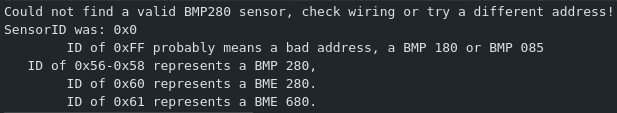 Could not find a valid BMP280 sensor, check wiring or try a different address!
SensorID was: 0x0
        ID of 0xFF probably means a bad address, a BMP 180 or BMP 085
   ID of 0x56-0x58 represents a BMP 280,
        ID of 0x60 represents a BME 280.
        ID of 0x61 represents a BME 680.